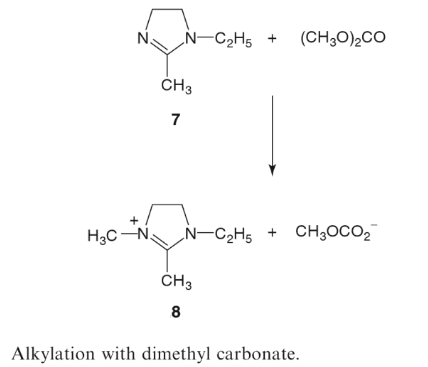 N N–C₂H₅ + (CH₃O)₂CO
CH₃
7
H₃C–N⁺ N–C₂H₅ + CH₃OCO₂⁻
CH₃
8
Alkylation with dimethyl carbonate.